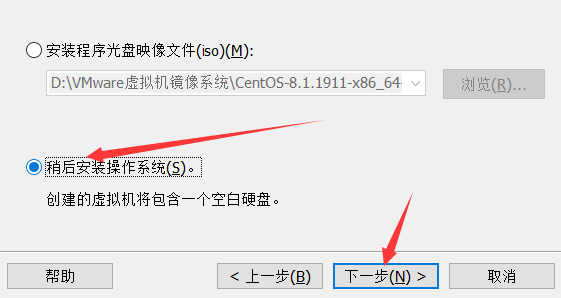 安装程序光盘映像文件(iso)(M):
D:\VMware虚拟机镜像系统\CentOS-8.1.1911-x86_64-
浏览(R)...
稍后安装操作系统(S)。
创建的虚拟机将包含一个空白硬盘。
帮助
< 上一步(B)
下一步(N) >
取消